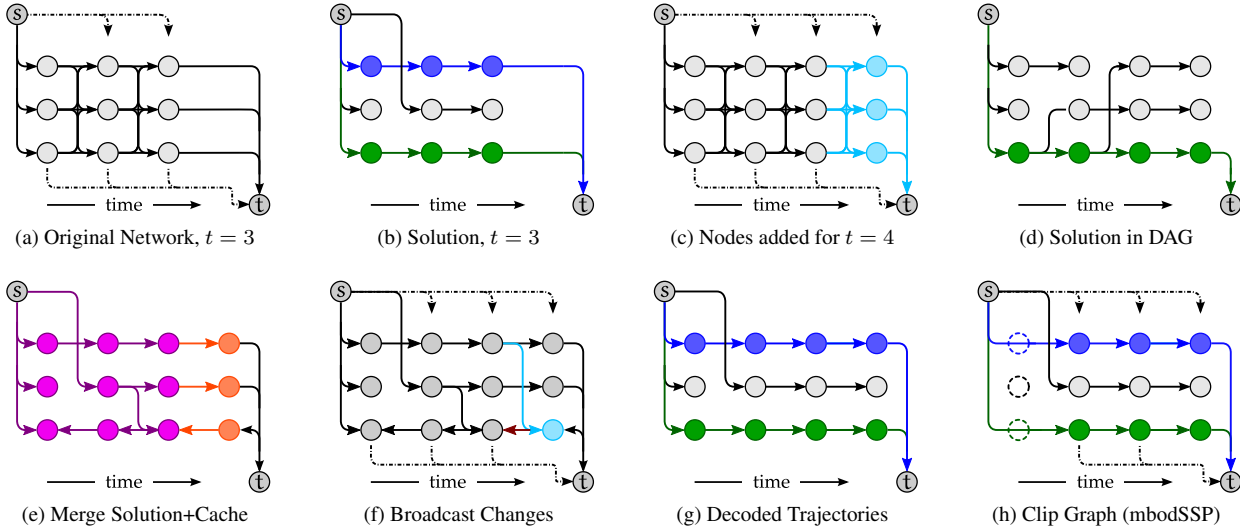 S S S S
time t time t time t time t
(a) Original Network, t = 3 (b) Solution, t = 3 (c) Nodes added for t = 4 (d) Solution in DAG
S S S S
time t time t time t time t
(e) Merge Solution+Cache (f) Broadcast Changes (g) Decoded Trajectories (h) Clip Graph (mbodSSP)